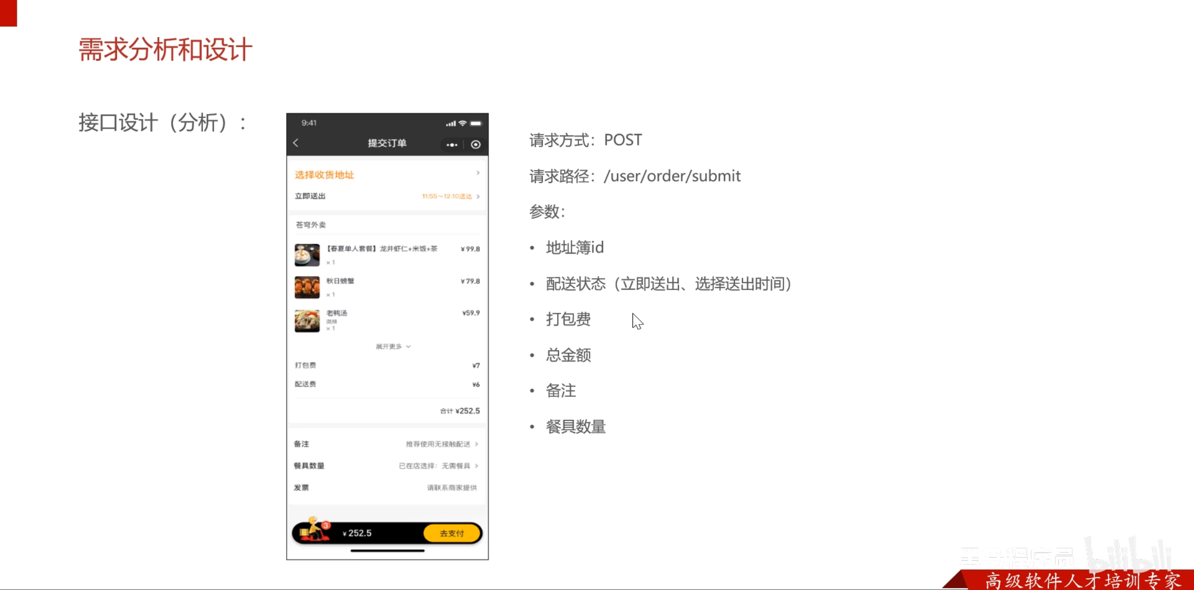 需求分析和设计
接口设计（分析）：
9:41
提交订单
选择收货地址
立即送出 11:55~12:10送出
苍穹外卖
【春夏单人套餐】龙井虾仁+米饭+茶 ¥99.8
×1
秋日螃蟹 ¥79.8
×1
老鸭汤 ¥59.9
×1
展开更多
打包费 ¥7
配送费 ¥6
合计 ¥252.5
备注 推荐使用无接触配送
餐具数量 已在店选择：无需餐具
发票 请联系商家提供
3
¥252.5 去支付
请求方式：POST
请求路径：/user/order/submit
参数：
• 地址簿id
• 配送状态（立即送出、选择送出时间）
• 打包费
• 总金额
• 备注
• 餐具数量
bilibili
高级软件人才培训专家